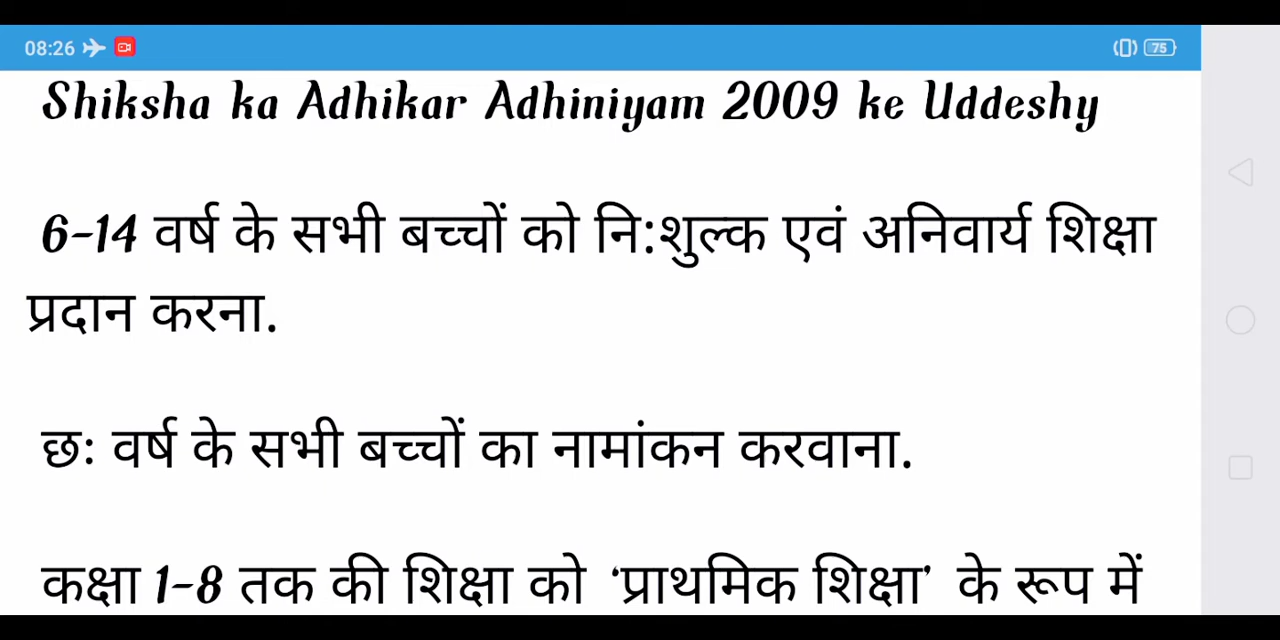 08:26
75
Shiksha ka Adhikar Adhiniyam 2009 ke Uddeshy
6-14 वर्ष के सभी बच्चों को नि:शुल्क एवं अनिवार्य शिक्षा
प्रदान करना.
छः वर्ष के सभी बच्चों का नामांकन करवाना.
कक्षा 1-8 तक की शिक्षा को ‘प्राथमिक शिक्षा’ के रूप में